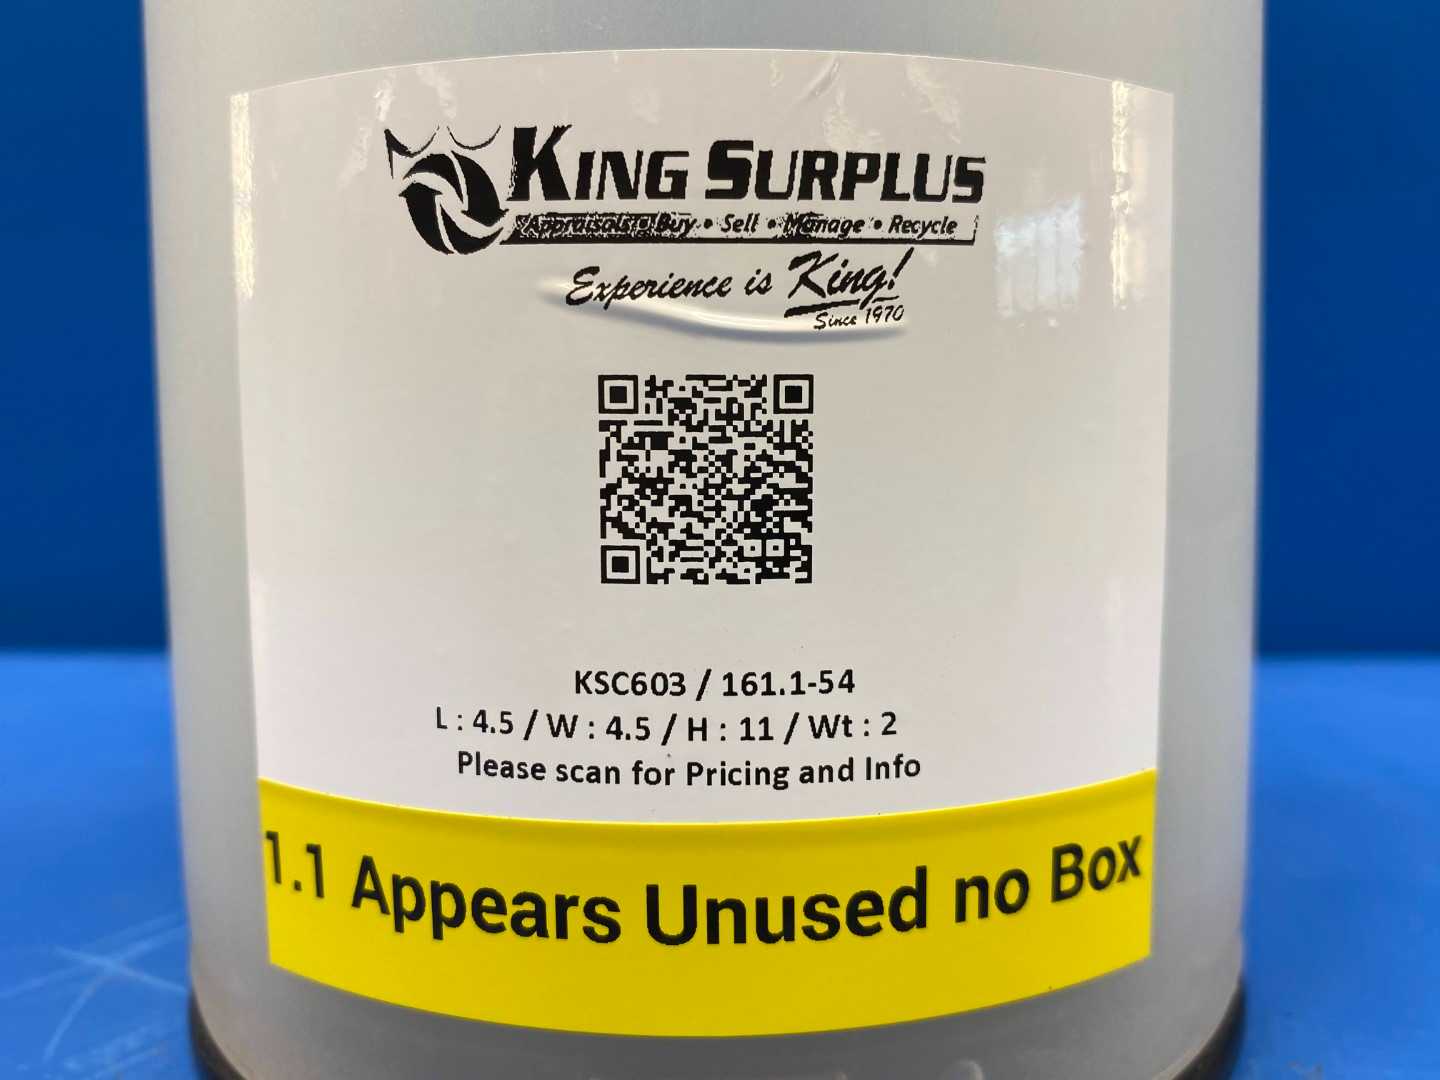 KING SURPLUS
Appraisals • Buy • Sell • Manage • Recycle
Experience is King!
Since 1970
KSC603 / 161.1-54
L : 4.5 / W : 4.5 / H : 11 / Wt : 2
Please scan for Pricing and Info
1.1 Appears Unused no Box